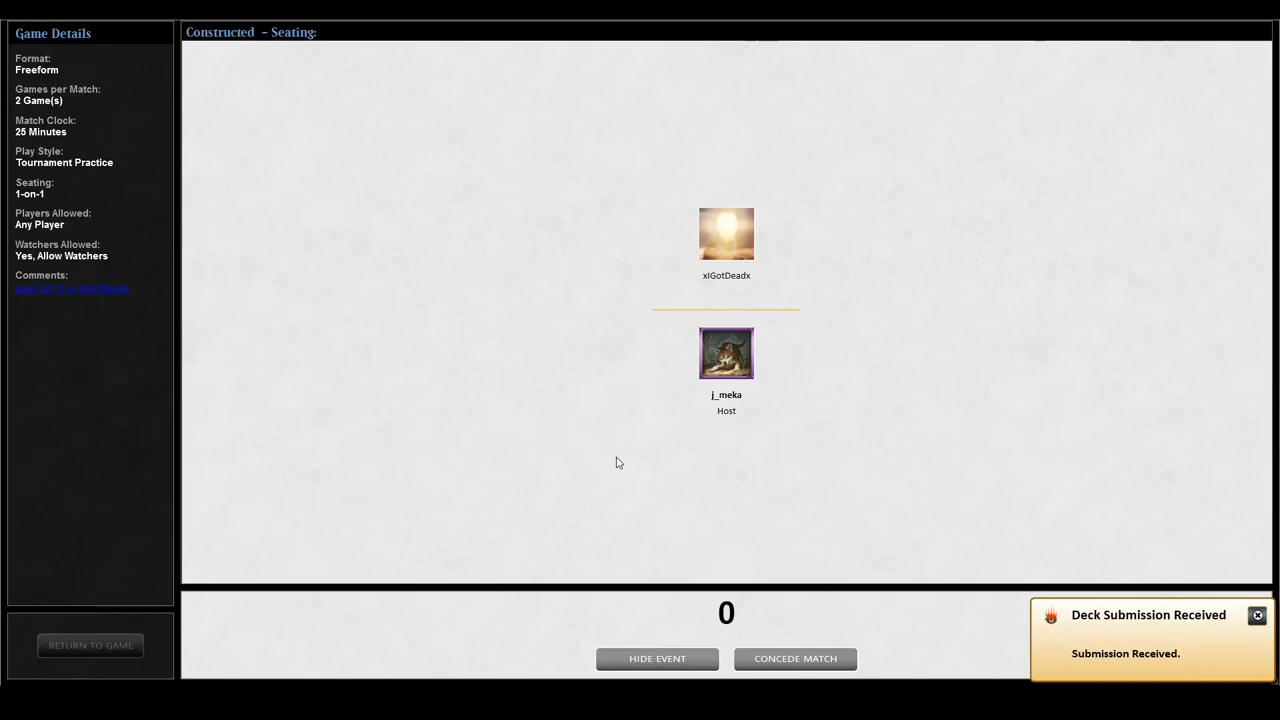 Game Details
Format:
Freeform
Games per Match:
2 Game(s)
Match Clock:
25 Minutes
Play Style:
Tournament Practice
Seating:
1-on-1
Players Allowed:
Any Player
Watchers Allowed:
Yes, Allow Watchers
Comments:
RETURN TO GAME
Constructed – Seating:
xIGotDeadx
j_meka
Host
0
HIDE EVENT
CONCEDE MATCH
Deck Submission Received
Submission Received.